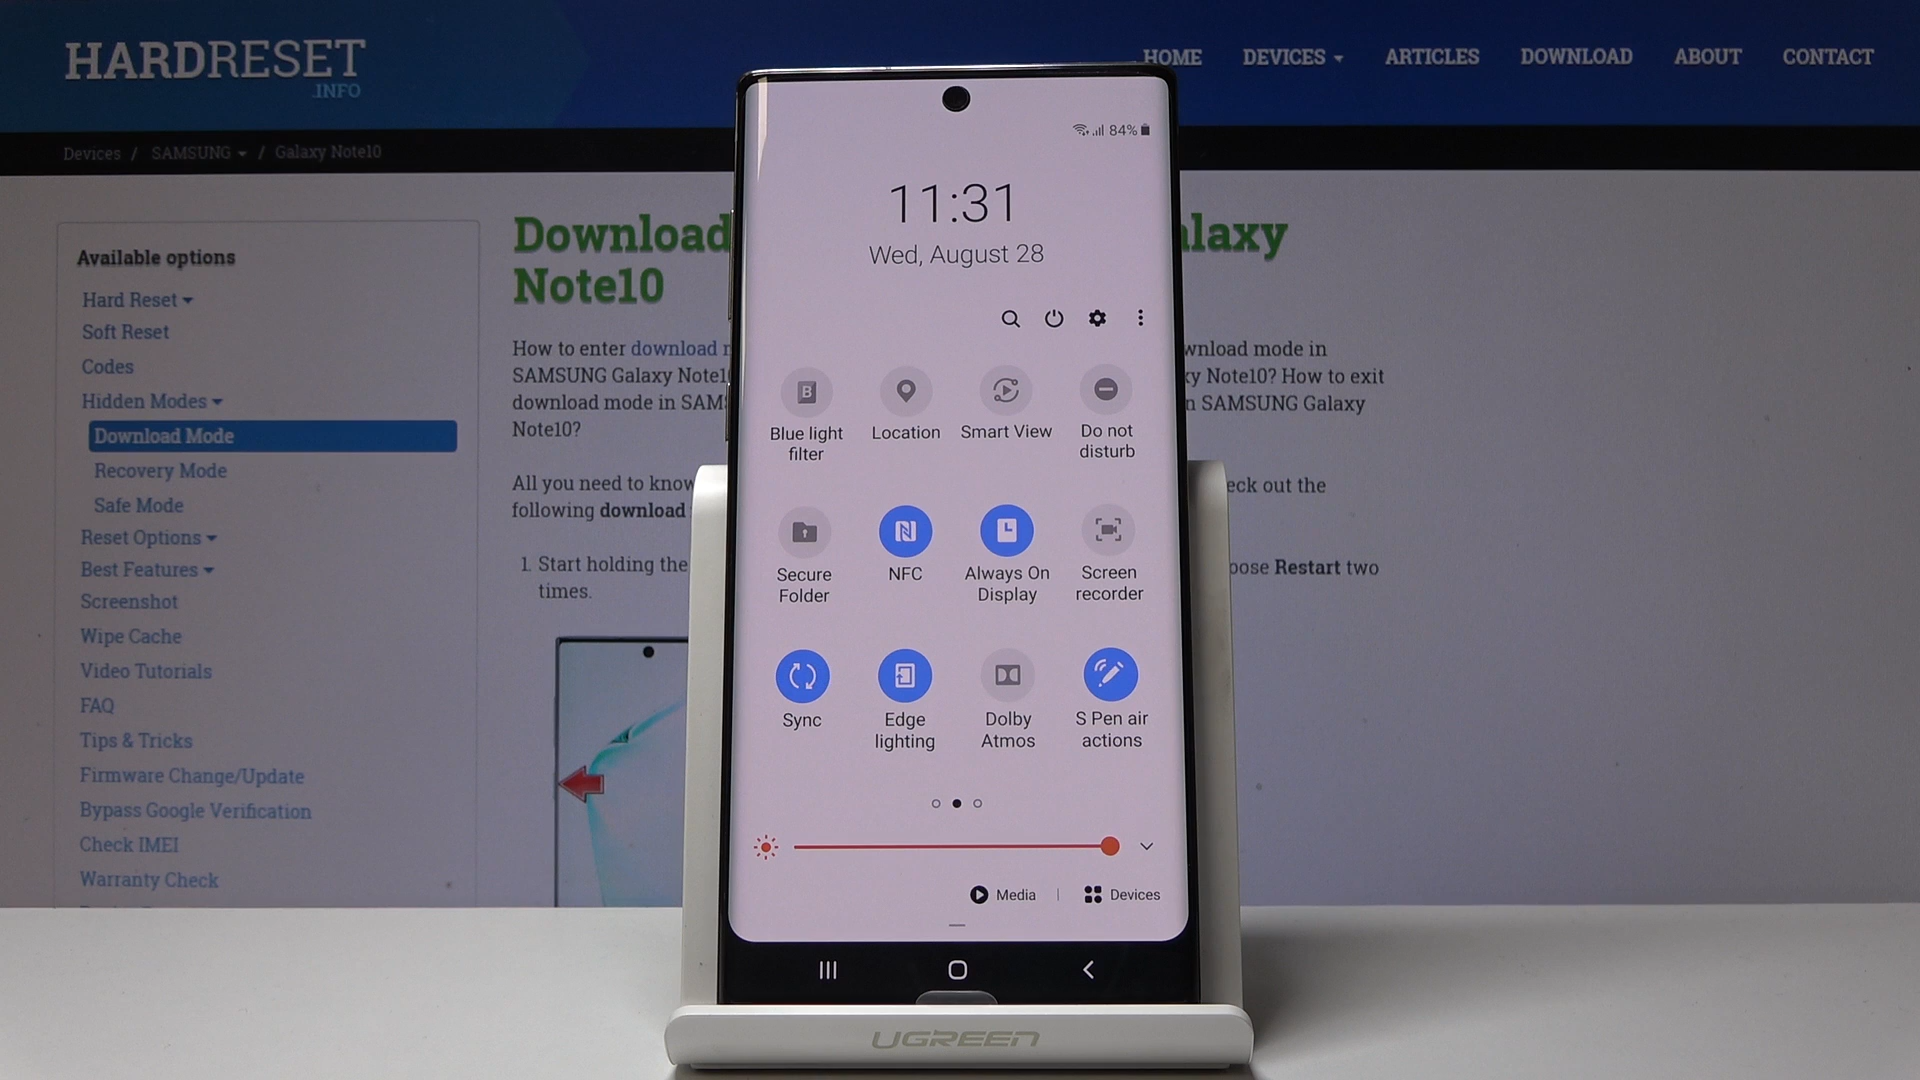 HARDRESET
.INFO
HOME DEVICES ARTICLES DOWNLOAD ABOUT CONTACT
Devices / SAMSUNG / Galaxy Note10
Available options
Hard Reset
Soft Reset
Codes
Hidden Modes
Download Mode
Recovery Mode
Safe Mode
Reset Options
Best Features
Screenshot
Wipe Cache
Video Tutorials
FAQ
Tips & Tricks
Firmware Change/Update
Bypass Google Verification
Check IMEI
Warranty Check
Download
Note10
How to enter download
SAMSUNG Galaxy Note10
download mode in SAM
Note10?
All you need to know
following download
1. Start holding the
times.
alaxy
wnload mode in
y Note10? How to exit
n SAMSUNG Galaxy
eck out the
oose Restart two
84%
11:31
Wed, August 28
Blue light
filter
Location
Smart View
Do not
disturb
Secure
Folder
NFC
Always On
Display
Screen
recorder
Sync
Edge
lighting
Dolby
Atmos
S Pen air
actions
Media | Devices
UGREEN